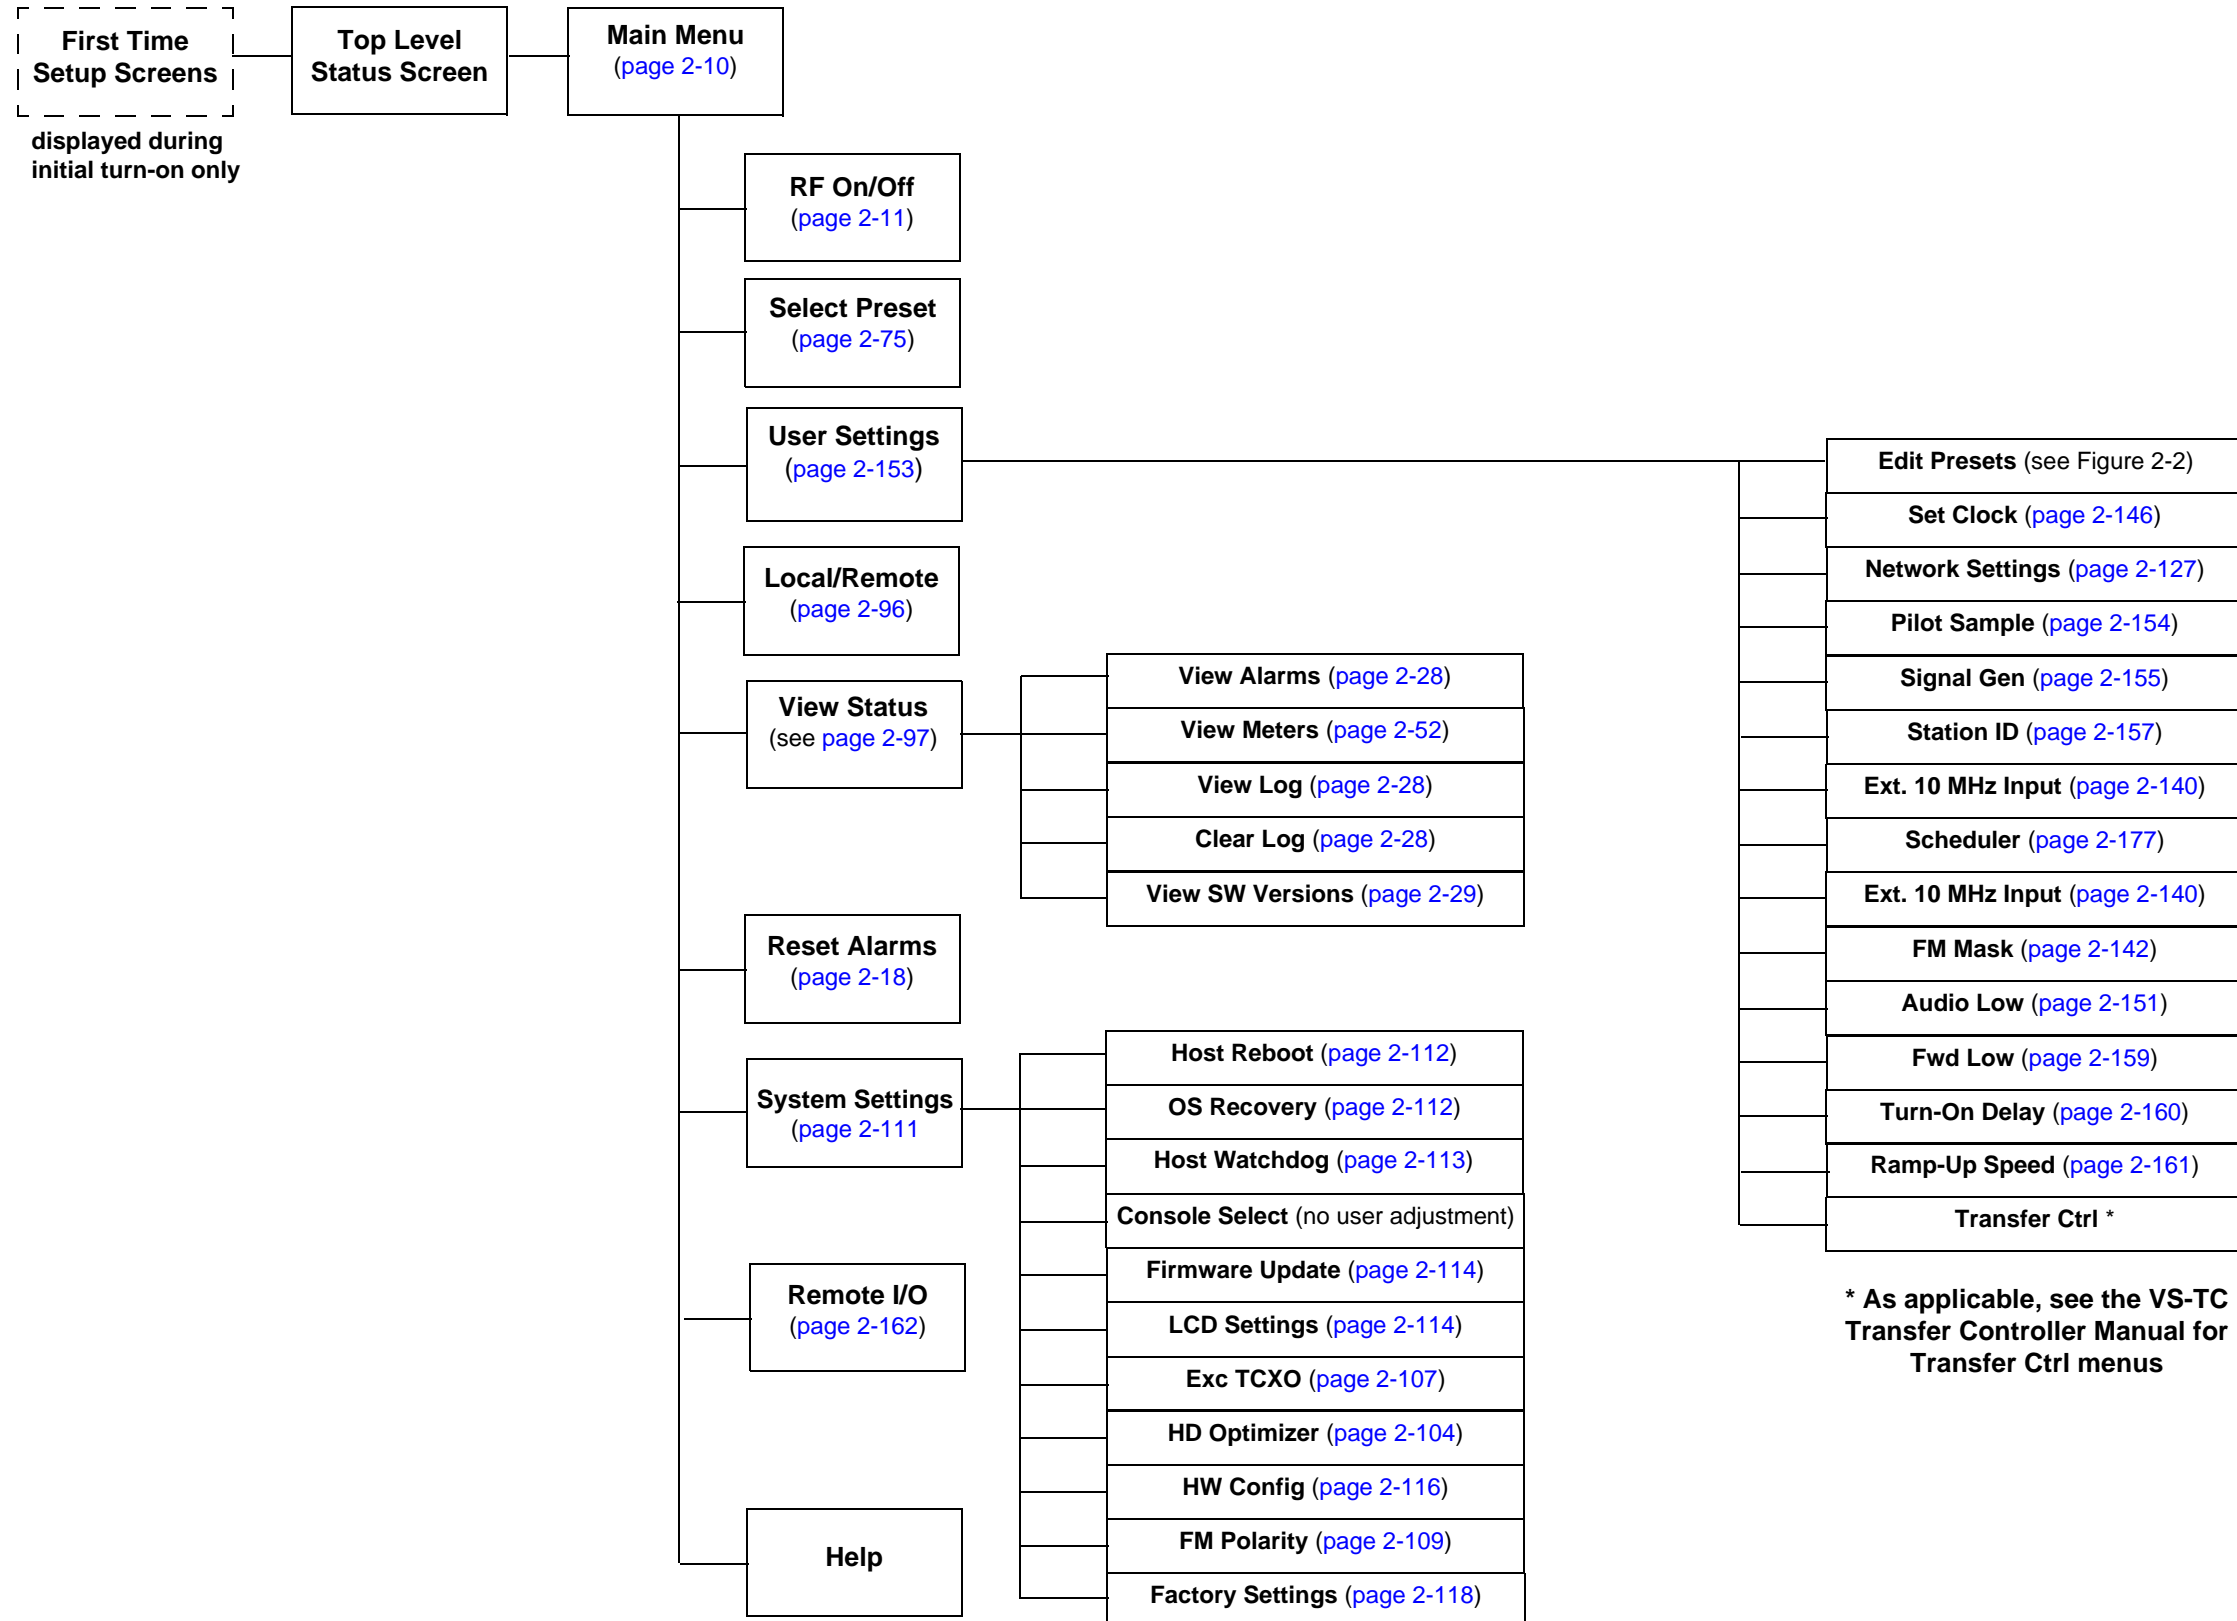 First Time
Setup Screens
displayed during
initial turn-on only
Top Level
Status Screen
Main Menu
(page 2-10)
RF On/Off
(page 2-11)
Select Preset
(page 2-75)
User Settings
(page 2-153)
Local/Remote
(page 2-96)
View Status
(see page 2-97)
Reset Alarms
(page 2-18)
System Settings
(page 2-111
Remote I/O
(page 2-162)
Help
View Alarms (page 2-28)
View Meters (page 2-52)
View Log (page 2-28)
Clear Log (page 2-28)
View SW Versions (page 2-29)
Host Reboot (page 2-112)
OS Recovery (page 2-112)
Host Watchdog (page 2-113)
Console Select (no user adjustment)
Firmware Update (page 2-114)
LCD Settings (page 2-114)
Exc TCXO (page 2-107)
HD Optimizer (page 2-104)
HW Config (page 2-116)
FM Polarity (page 2-109)
Factory Settings (page 2-118)
Edit Presets (see Figure 2-2)
Set Clock (page 2-146)
Network Settings (page 2-127)
Pilot Sample (page 2-154)
Signal Gen (page 2-155)
Station ID (page 2-157)
Ext. 10 MHz Input (page 2-140)
Scheduler (page 2-177)
Ext. 10 MHz Input (page 2-140)
FM Mask (page 2-142)
Audio Low (page 2-151)
Fwd Low (page 2-159)
Turn-On Delay (page 2-160)
Ramp-Up Speed (page 2-161)
Transfer Ctrl *
* As applicable, see the VS-TC
Transfer Controller Manual for
Transfer Ctrl menus